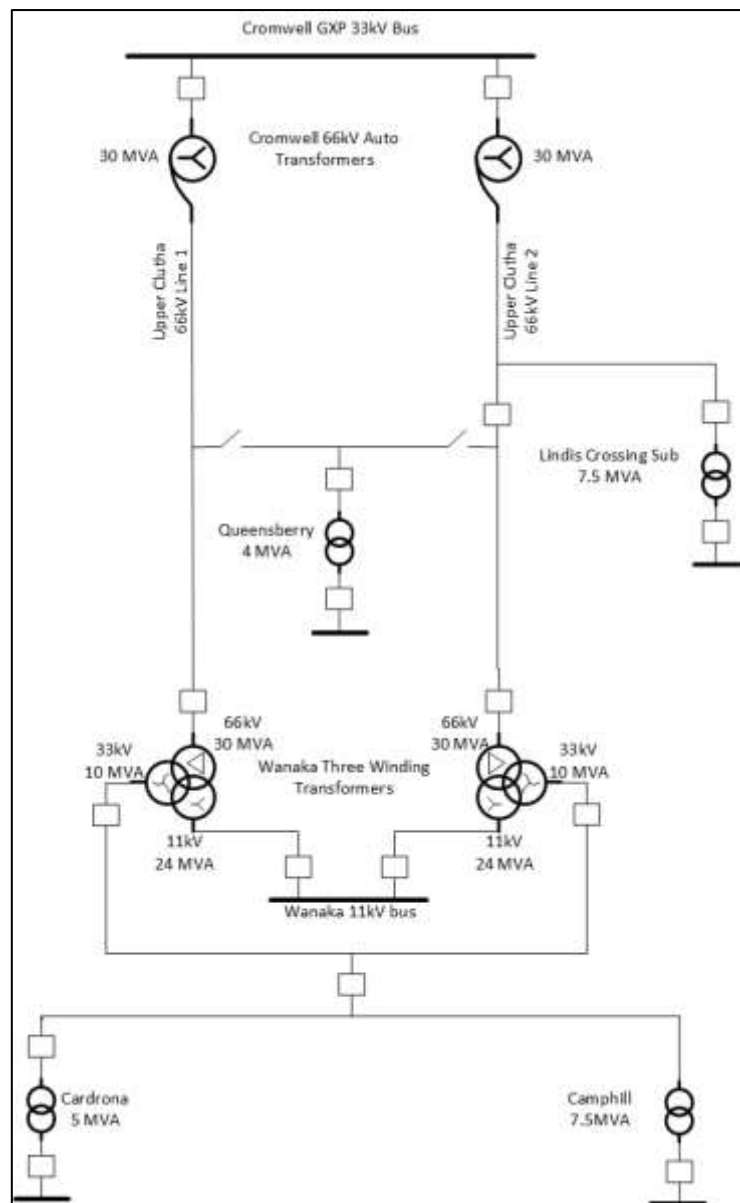 Cromwell GXP 33kV Bus
30 MVA
Cromwell 66kV Auto
Transformers
30 MVA
Upper Clutha
66kV Line 1
Upper Clutha
66kV Line 2
Lindis Crossing Sub
7.5 MVA
Queensberry
4 MVA
66kV
30 MVA
33kV
10 MVA
Wanaka Three Winding
Transformers
66kV
30 MVA
33kV
10 MVA
11kV
24 MVA
11kV
24 MVA
Wanaka 11kV bus
Cardrona
5 MVA
Camphill
7.5MVA